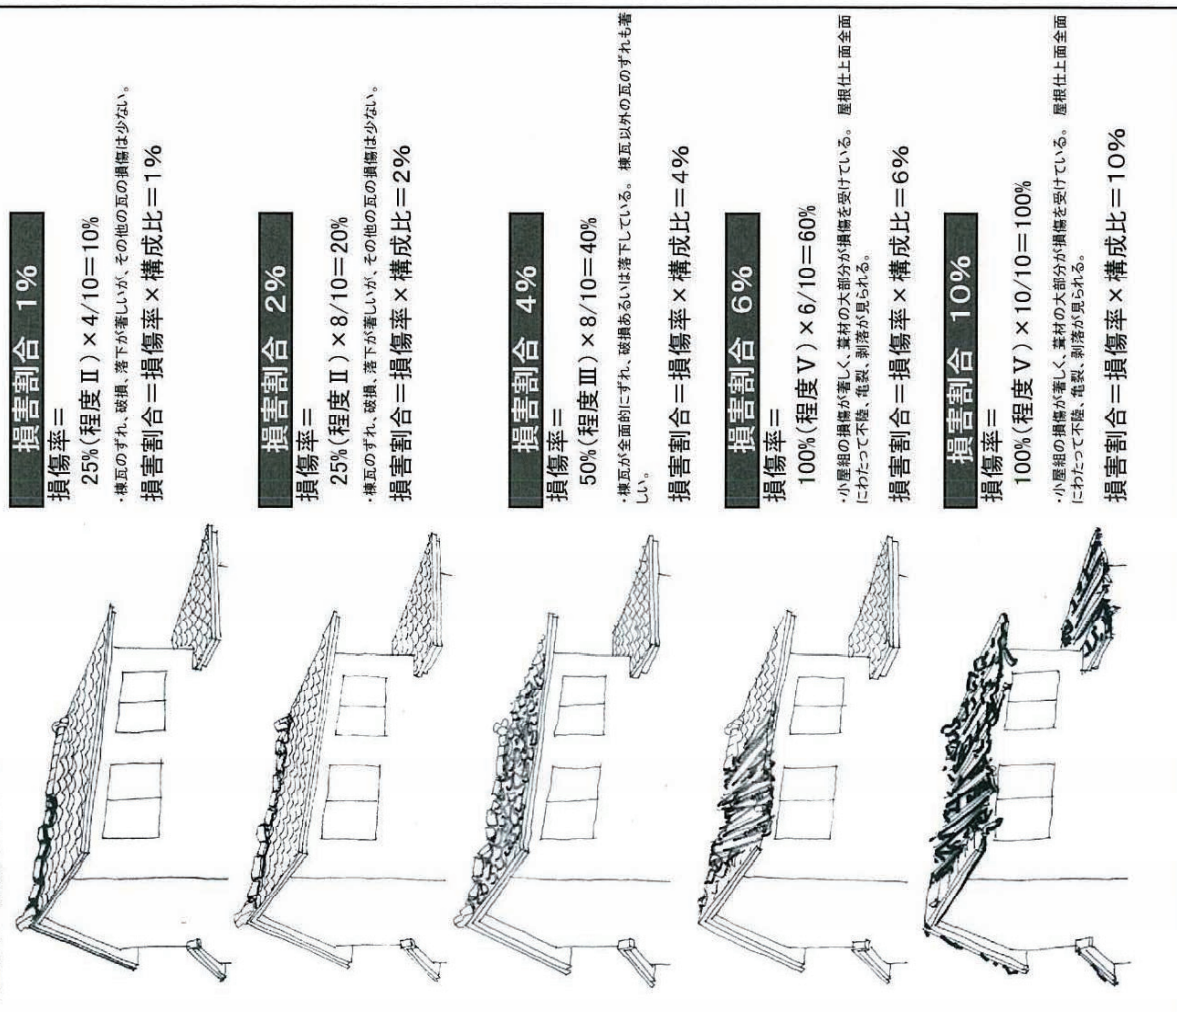 損害割合 1%
損傷率=
25%(程度Ⅱ)×4/10=10%
・棟瓦のずれ、破損、落下が著しいが、その他の瓦の損傷は少ない。
損害割合=損傷率×構成比=1%
損害割合 2%
損傷率=
25%(程度Ⅱ)×8/10=20%
・棟瓦のずれ、破損、落下が著しいが、その他の瓦の損傷は少ない。
損害割合=損傷率×構成比=2%
損害割合 4%
損傷率=
50%(程度Ⅲ)×8/10=40%
・棟瓦が全面的にずれ、破損あるいは落下している。 棟瓦以外の瓦のずれも著
しい。
損害割合=損傷率×構成比=4%
損害割合 6%
損傷率=
100%(程度Ⅴ)×6/10=60%
・小屋組の損傷が著しく、葺材の大部分が損傷を受けている。 屋根仕上面全面
にわたって不陸、亀裂、剥落が見られる。
損害割合=損傷率×構成比=6%
損害割合 10%
損傷率=
100%(程度Ⅴ)×10/10=100%
・小屋組の損傷が著しく、葺材の大部分が損傷を受けている。 屋根仕上面全面
にわたって不陸、亀裂、剥落が見られる。
損害割合=損傷率×構成比=10%